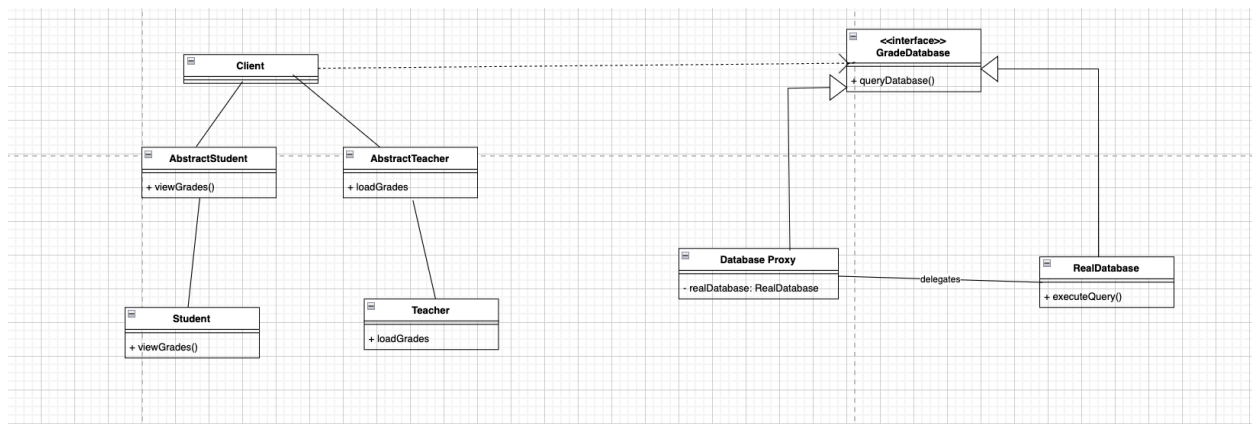 Client
<<interface>>
GradeDatabase
+ queryDatabase()
AbstractStudent
+ viewGrades()
AbstractTeacher
+ loadGrades
Database Proxy
- realDatabase: RealDatabase
delegates
RealDatabase
+ executeQuery()
Student
+ viewGrades()
Teacher
+ loadGrades